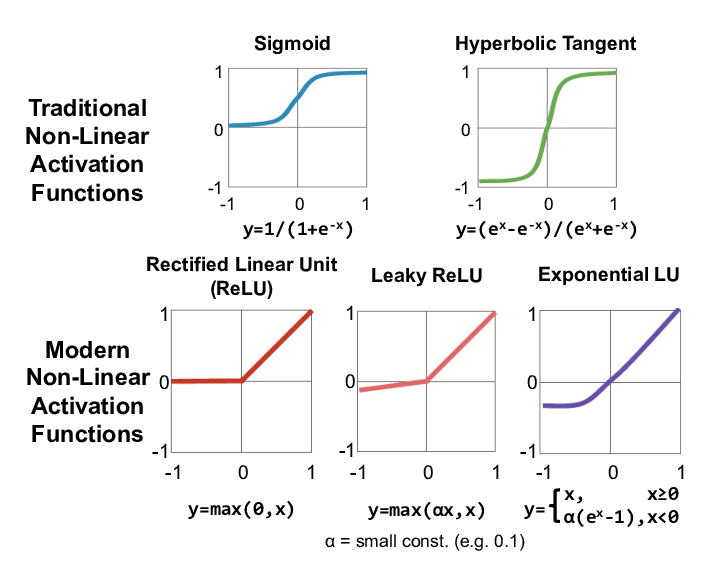 Sigmoid
Hyperbolic Tangent
Traditional
Non-Linear
Activation
Functions
1
0
-1
-1
0
1
y=1/(1+e⁻ˣ)
1
0
-1
-1
0
1
y=(eˣ-e⁻ˣ)/(eˣ+e⁻ˣ)
Rectified Linear Unit
(ReLU)
Leaky ReLU
Exponential LU
Modern
Non-Linear
Activation
Functions
1
0
-1
-1
0
1
y=max(0,x)
1
0
-1
-1
0
1
y=max(αx,x)
1
0
-1
-1
0
1
y={x, x≥0
α(eˣ-1),x<0
α = small const. (e.g. 0.1)